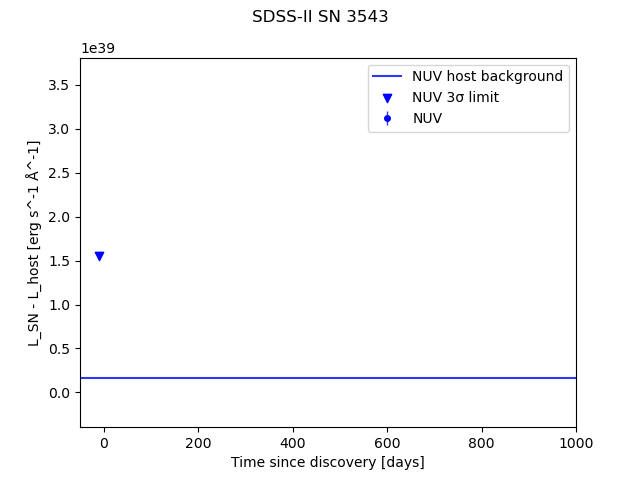 SDSS-II SN 3543
1e39
NUV host background
NUV 3σ limit
NUV
3.5
3.0
2.5
2.0
1.5
1.0
0.5
0.0
L_SN - L_host [erg s^-1 Å^-1]
0 200 400 600 800 1000
Time since discovery [days]